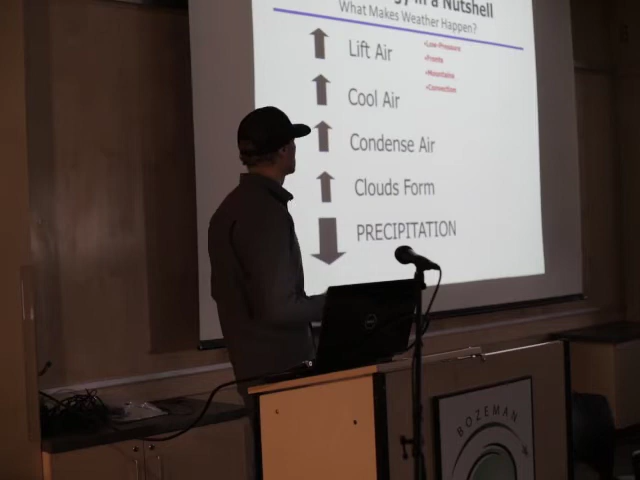 in a Nutshell
What Makes Weather Happen?
Lift Air
•Low Pressure
•Fronts
•Mountains
•Convection
Cool Air
Condense Air
Clouds Form
PRECIPITATION
DELL
BOZEMAN